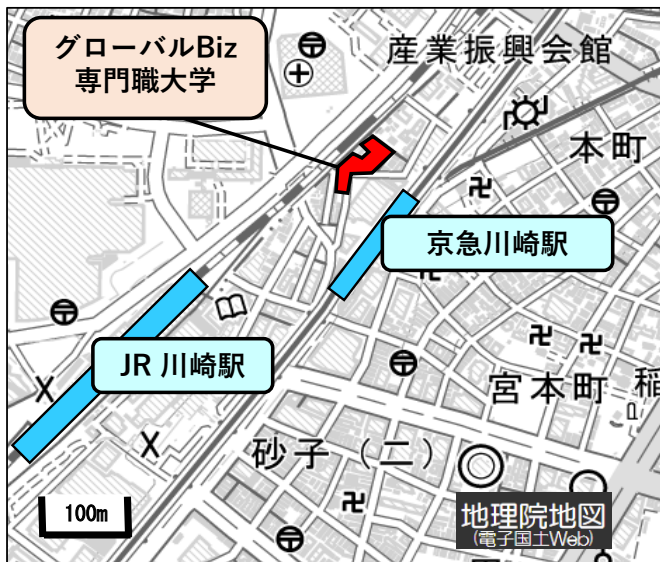 グローバルBiz
専門職大学
産業振興会館
本町
京急川崎駅
JR 川崎駅
宮本町
稲
砂子(二)
100m
地理院地図
(電子国土Web)